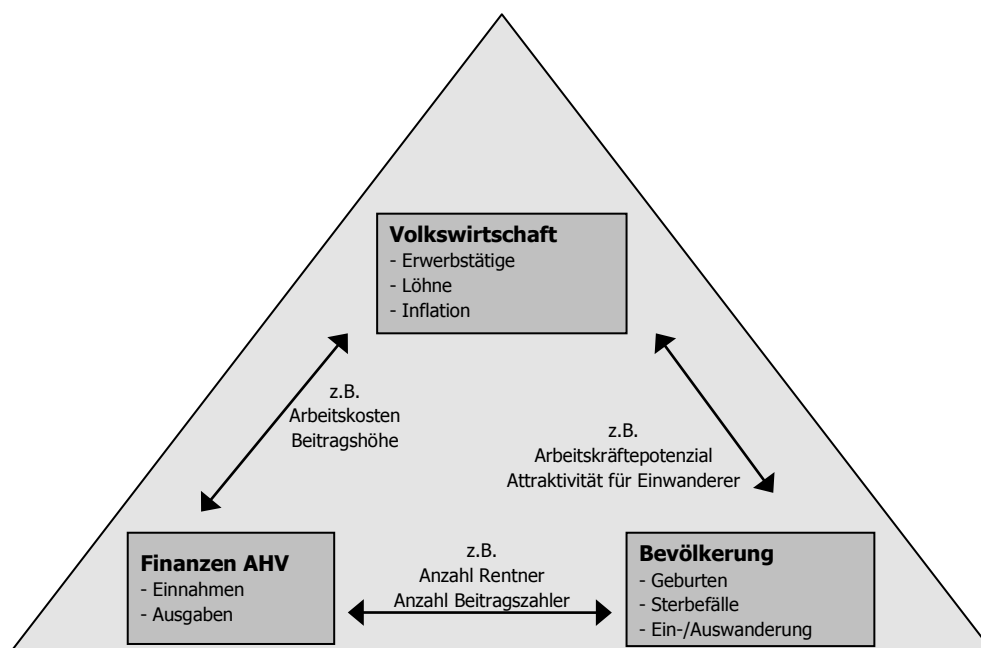 Volkswirtschaft
- Erwerbstätige
- Löhne
- Inflation
z.B.
Arbeitskosten
Beitragshöhe
z.B.
Arbeitskräftepotenzial
Attraktivität für Einwanderer
Finanzen AHV
- Einnahmen
- Ausgaben
z.B.
Anzahl Rentner
Anzahl Beitragszahler
Bevölkerung
- Geburten
- Sterbefälle
- Ein-/Auswanderung